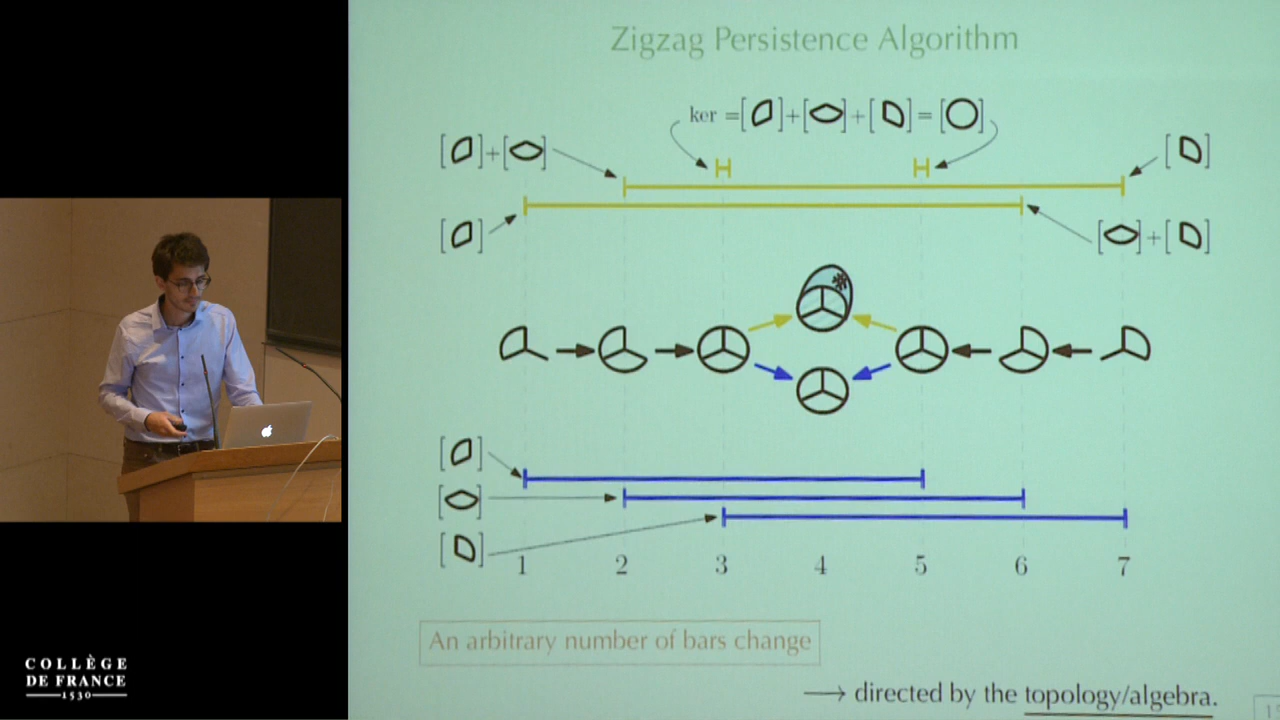 Zigzag Persistence Algorithm
ker =[ ]+[ ]+[ ]=[ ]
[ ]+[ ]
[ ]
[ ]
[ ]+[ ]
*
[ ]
[ ]
[ ]
1 2 3 4 5 6 7
An arbitrary number of bars change
→ directed by the topology/algebra.
COLLÈGE
DE FRANCE
1530